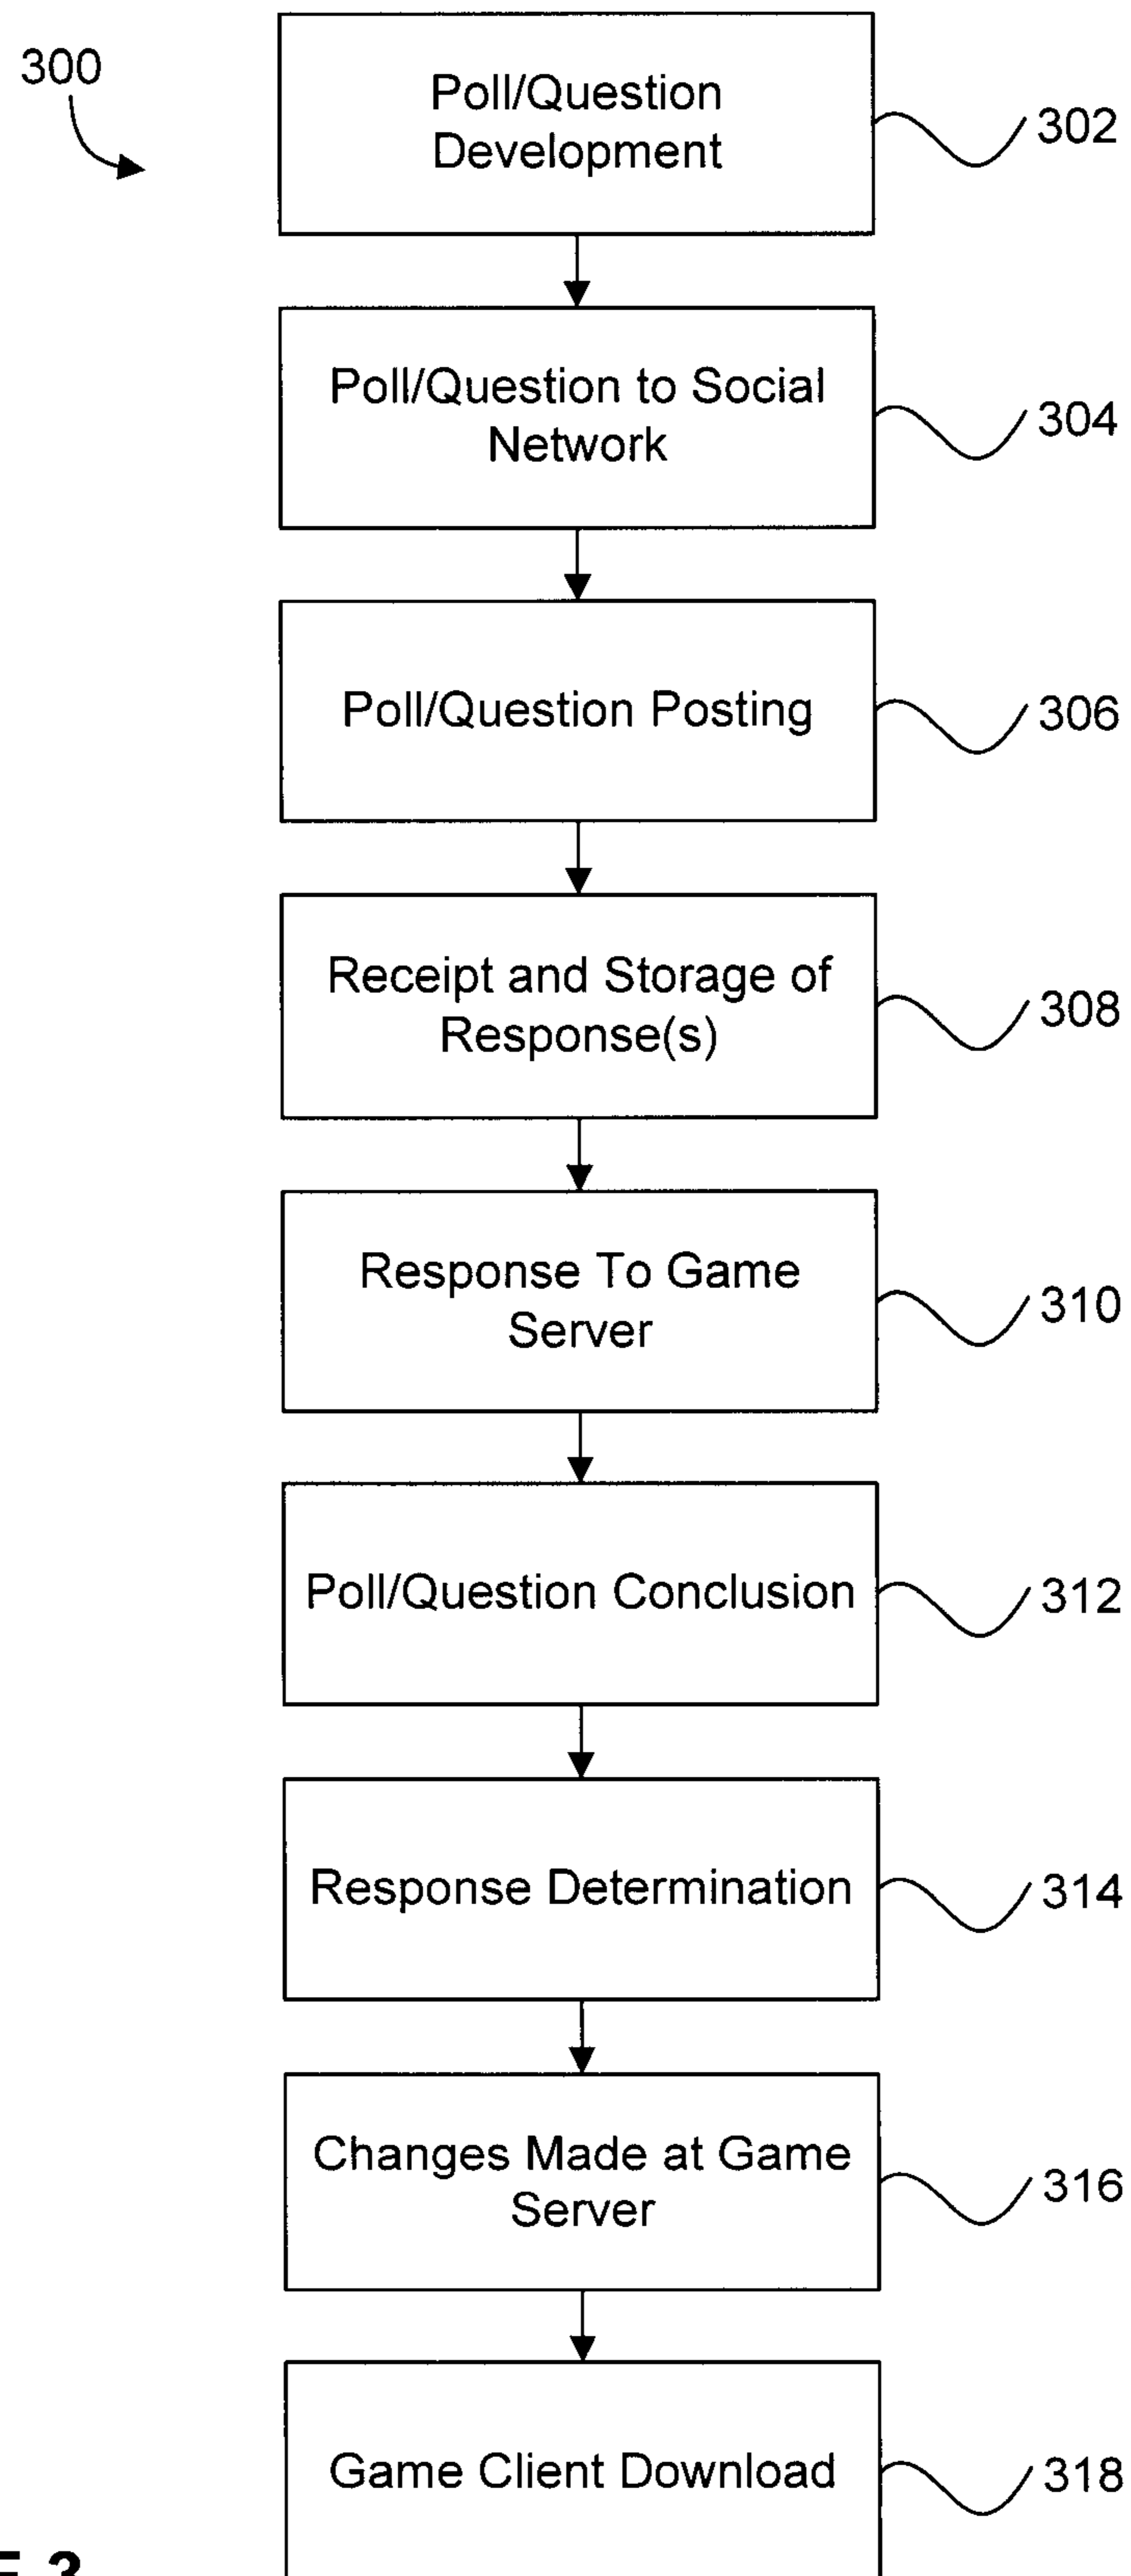 300
Poll/Question
Development
302
Poll/Question to Social
Network
304
Poll/Question Posting
306
Receipt and Storage of
Response(s)
308
Response To Game
Server
310
Poll/Question Conclusion
312
Response Determination
314
Changes Made at Game
Server
316
Game Client Download
318
3